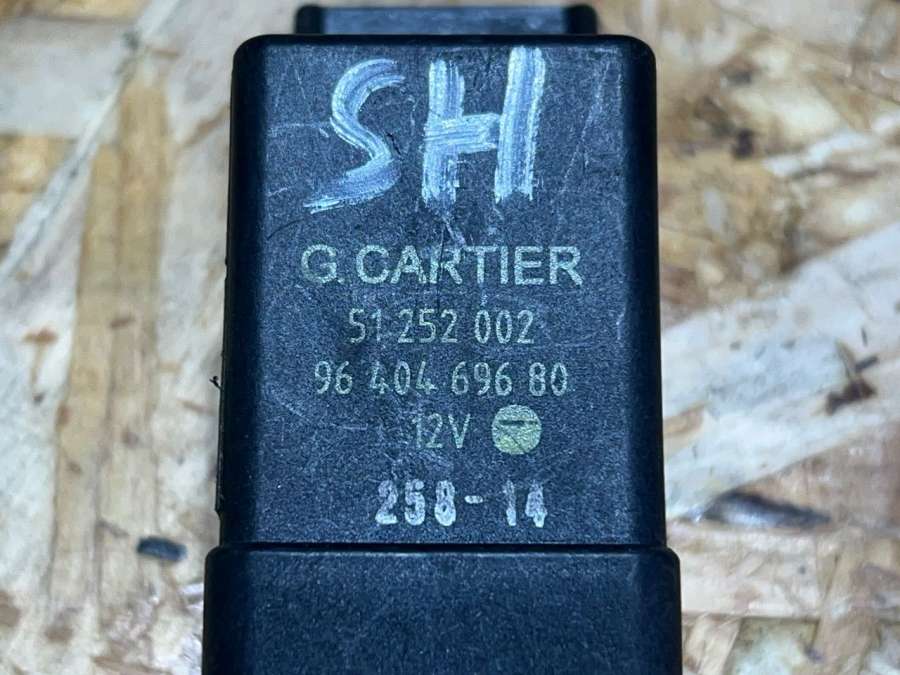 SH
G.CARTIER
51 252 002
96 404 696 80
12V
258-14